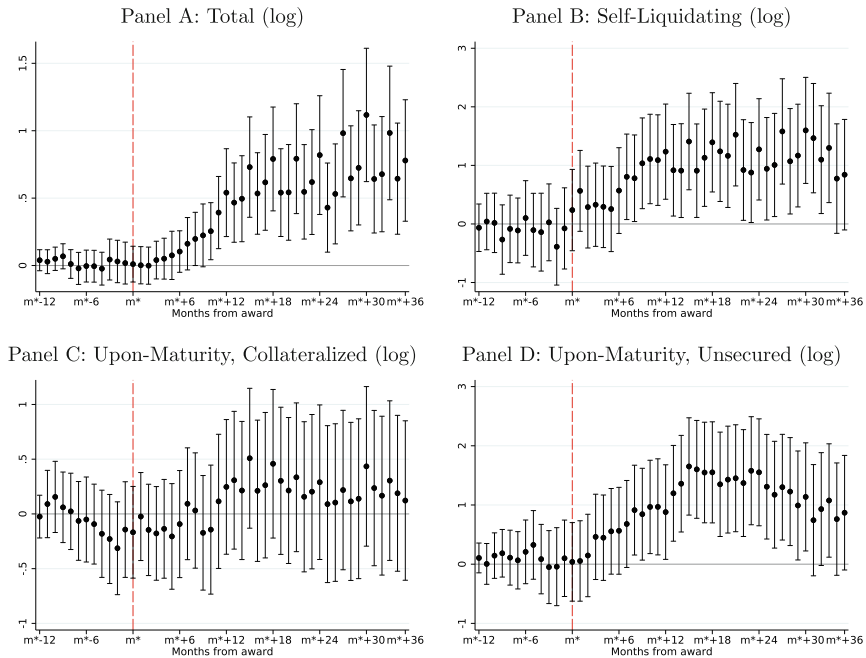 Panel A: Total (log)
1.5
1
.5
0
m*-12 m*-6 m* m*+6 m*+12 m*+18 m*+24 m*+30 m*+36
Months from award
Panel B: Self-Liquidating (log)
3
2
1
0
-1
m*-12 m*-6 m* m*+6 m*+12 m*+18 m*+24 m*+30 m*+36
Months from award
Panel C: Upon-Maturity, Collateralized (log)
1
.5
0
-.5
-1
m*-12 m*-6 m* m*+6 m*+12 m*+18 m*+24 m*+30 m*+36
Months from award
Panel D: Upon-Maturity, Unsecured (log)
3
2
1
0
-1
m*-12 m*-6 m* m*+6 m*+12 m*+18 m*+24 m*+30 m*+36
Months from award